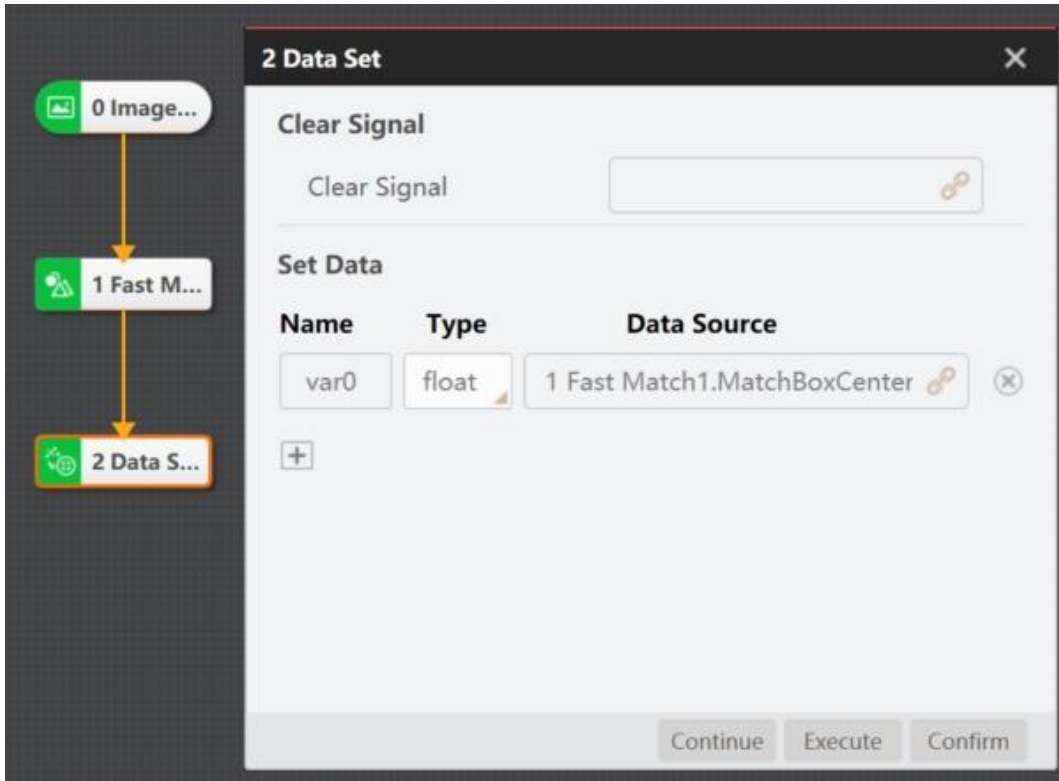 0 Image...
1 Fast M...
2 Data S...
2 Data Set
Clear Signal
Clear Signal
Set Data
Name Type Data Source
var0 float 1 Fast Match1.MatchBoxCenter
Continue Execute Confirm